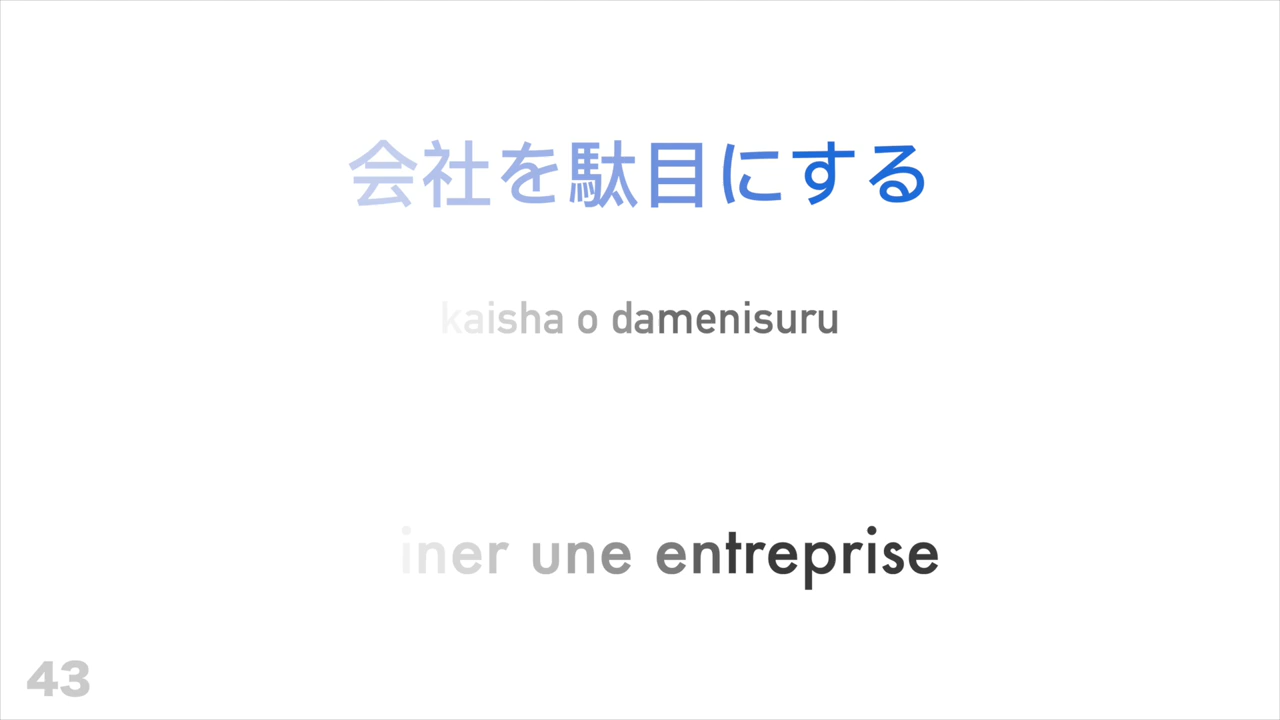 会社を駄目にする
kaisha o damenisuru
iner une entreprise
43